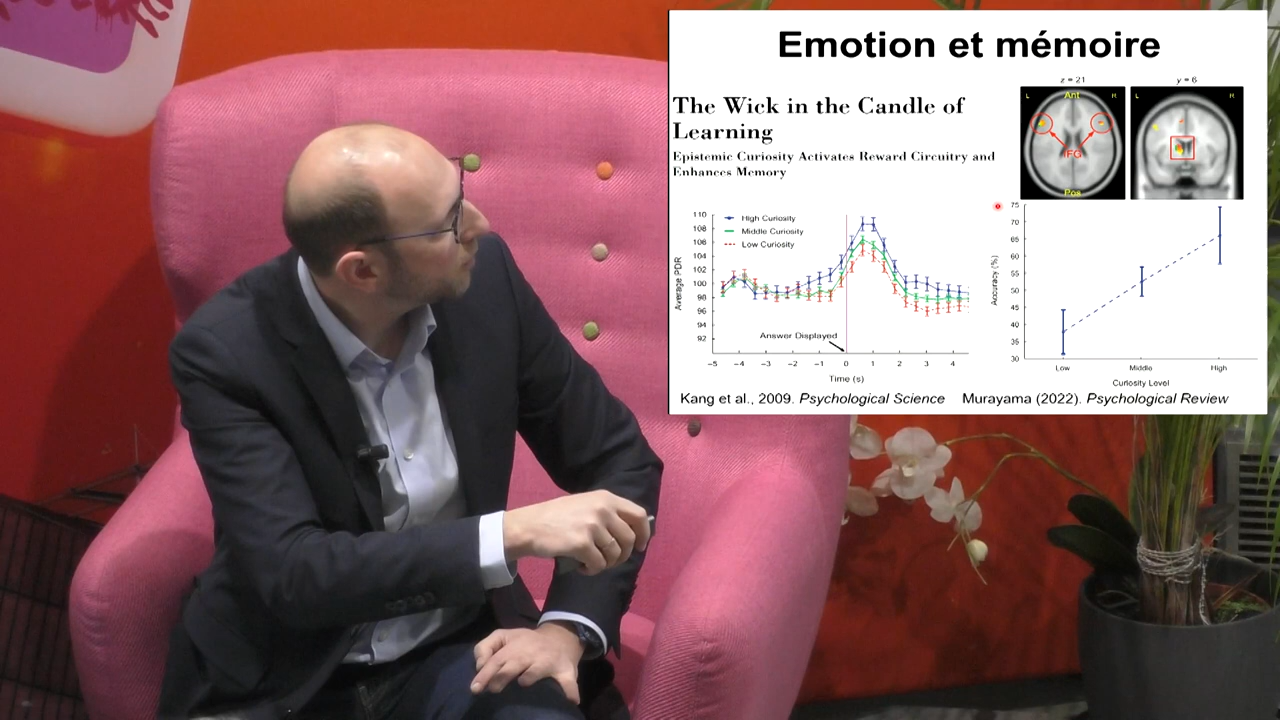 Emotion et mémoire
The Wick in the Candle of
Learning
Epistemic Curiosity Activates Reward Circuitry and
Enhances Memory
z = 21
y = 6
L
Ant
R
L
R
IFG
Pos
110
108
106
104
102
100
98
96
94
92
Average PDR
High Curiosity
Middle Curiosity
Low Curiosity
Answer Displayed
−5 −4 −3 −2 −1 0 1 2 3 4
Time (s)
75
70
65
60
55
50
45
40
35
30
Accuracy (%)
Low Middle High
Curiosity Level
Kang et al., 2009. Psychological Science Murayama (2022). Psychological Review